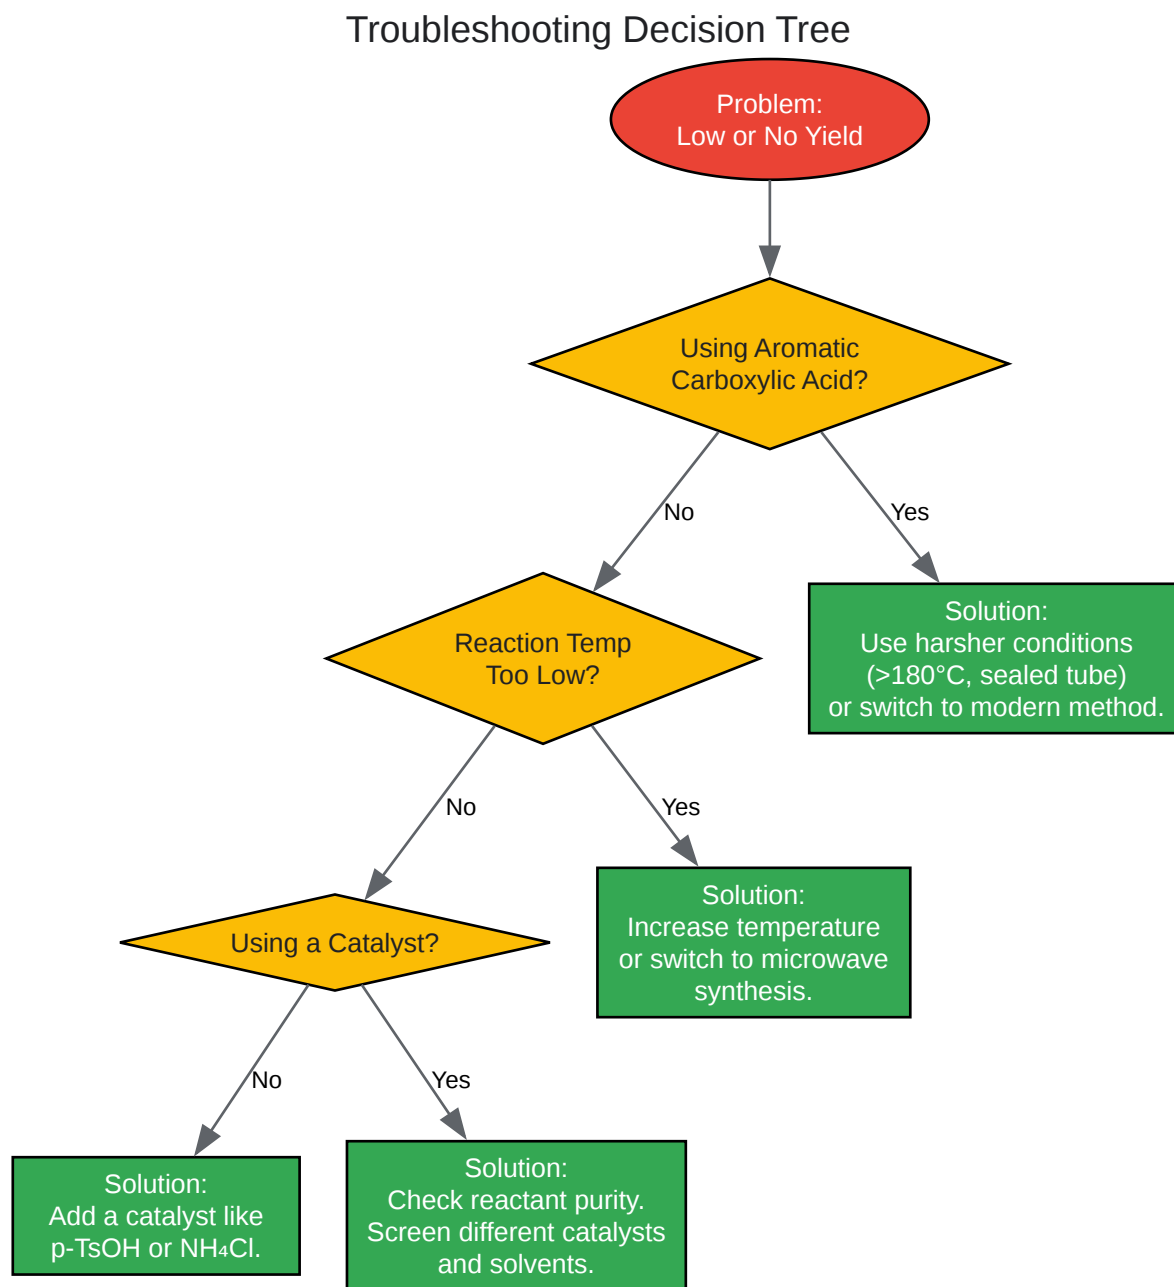 Troubleshooting Decision Tree
Problem:
Low or No Yield
Using Aromatic
Carboxylic Acid?
No
Yes
Reaction Temp
Too Low?
Solution:
Use harsher conditions
(>180°C, sealed tube)
or switch to modern method.
No
Yes
Using a Catalyst?
Solution:
Increase temperature
or switch to microwave
synthesis.
No
Yes
Solution:
Add a catalyst like
p-TsOH or NH₄Cl.
Solution:
Check reactant purity.
Screen different catalysts
and solvents.